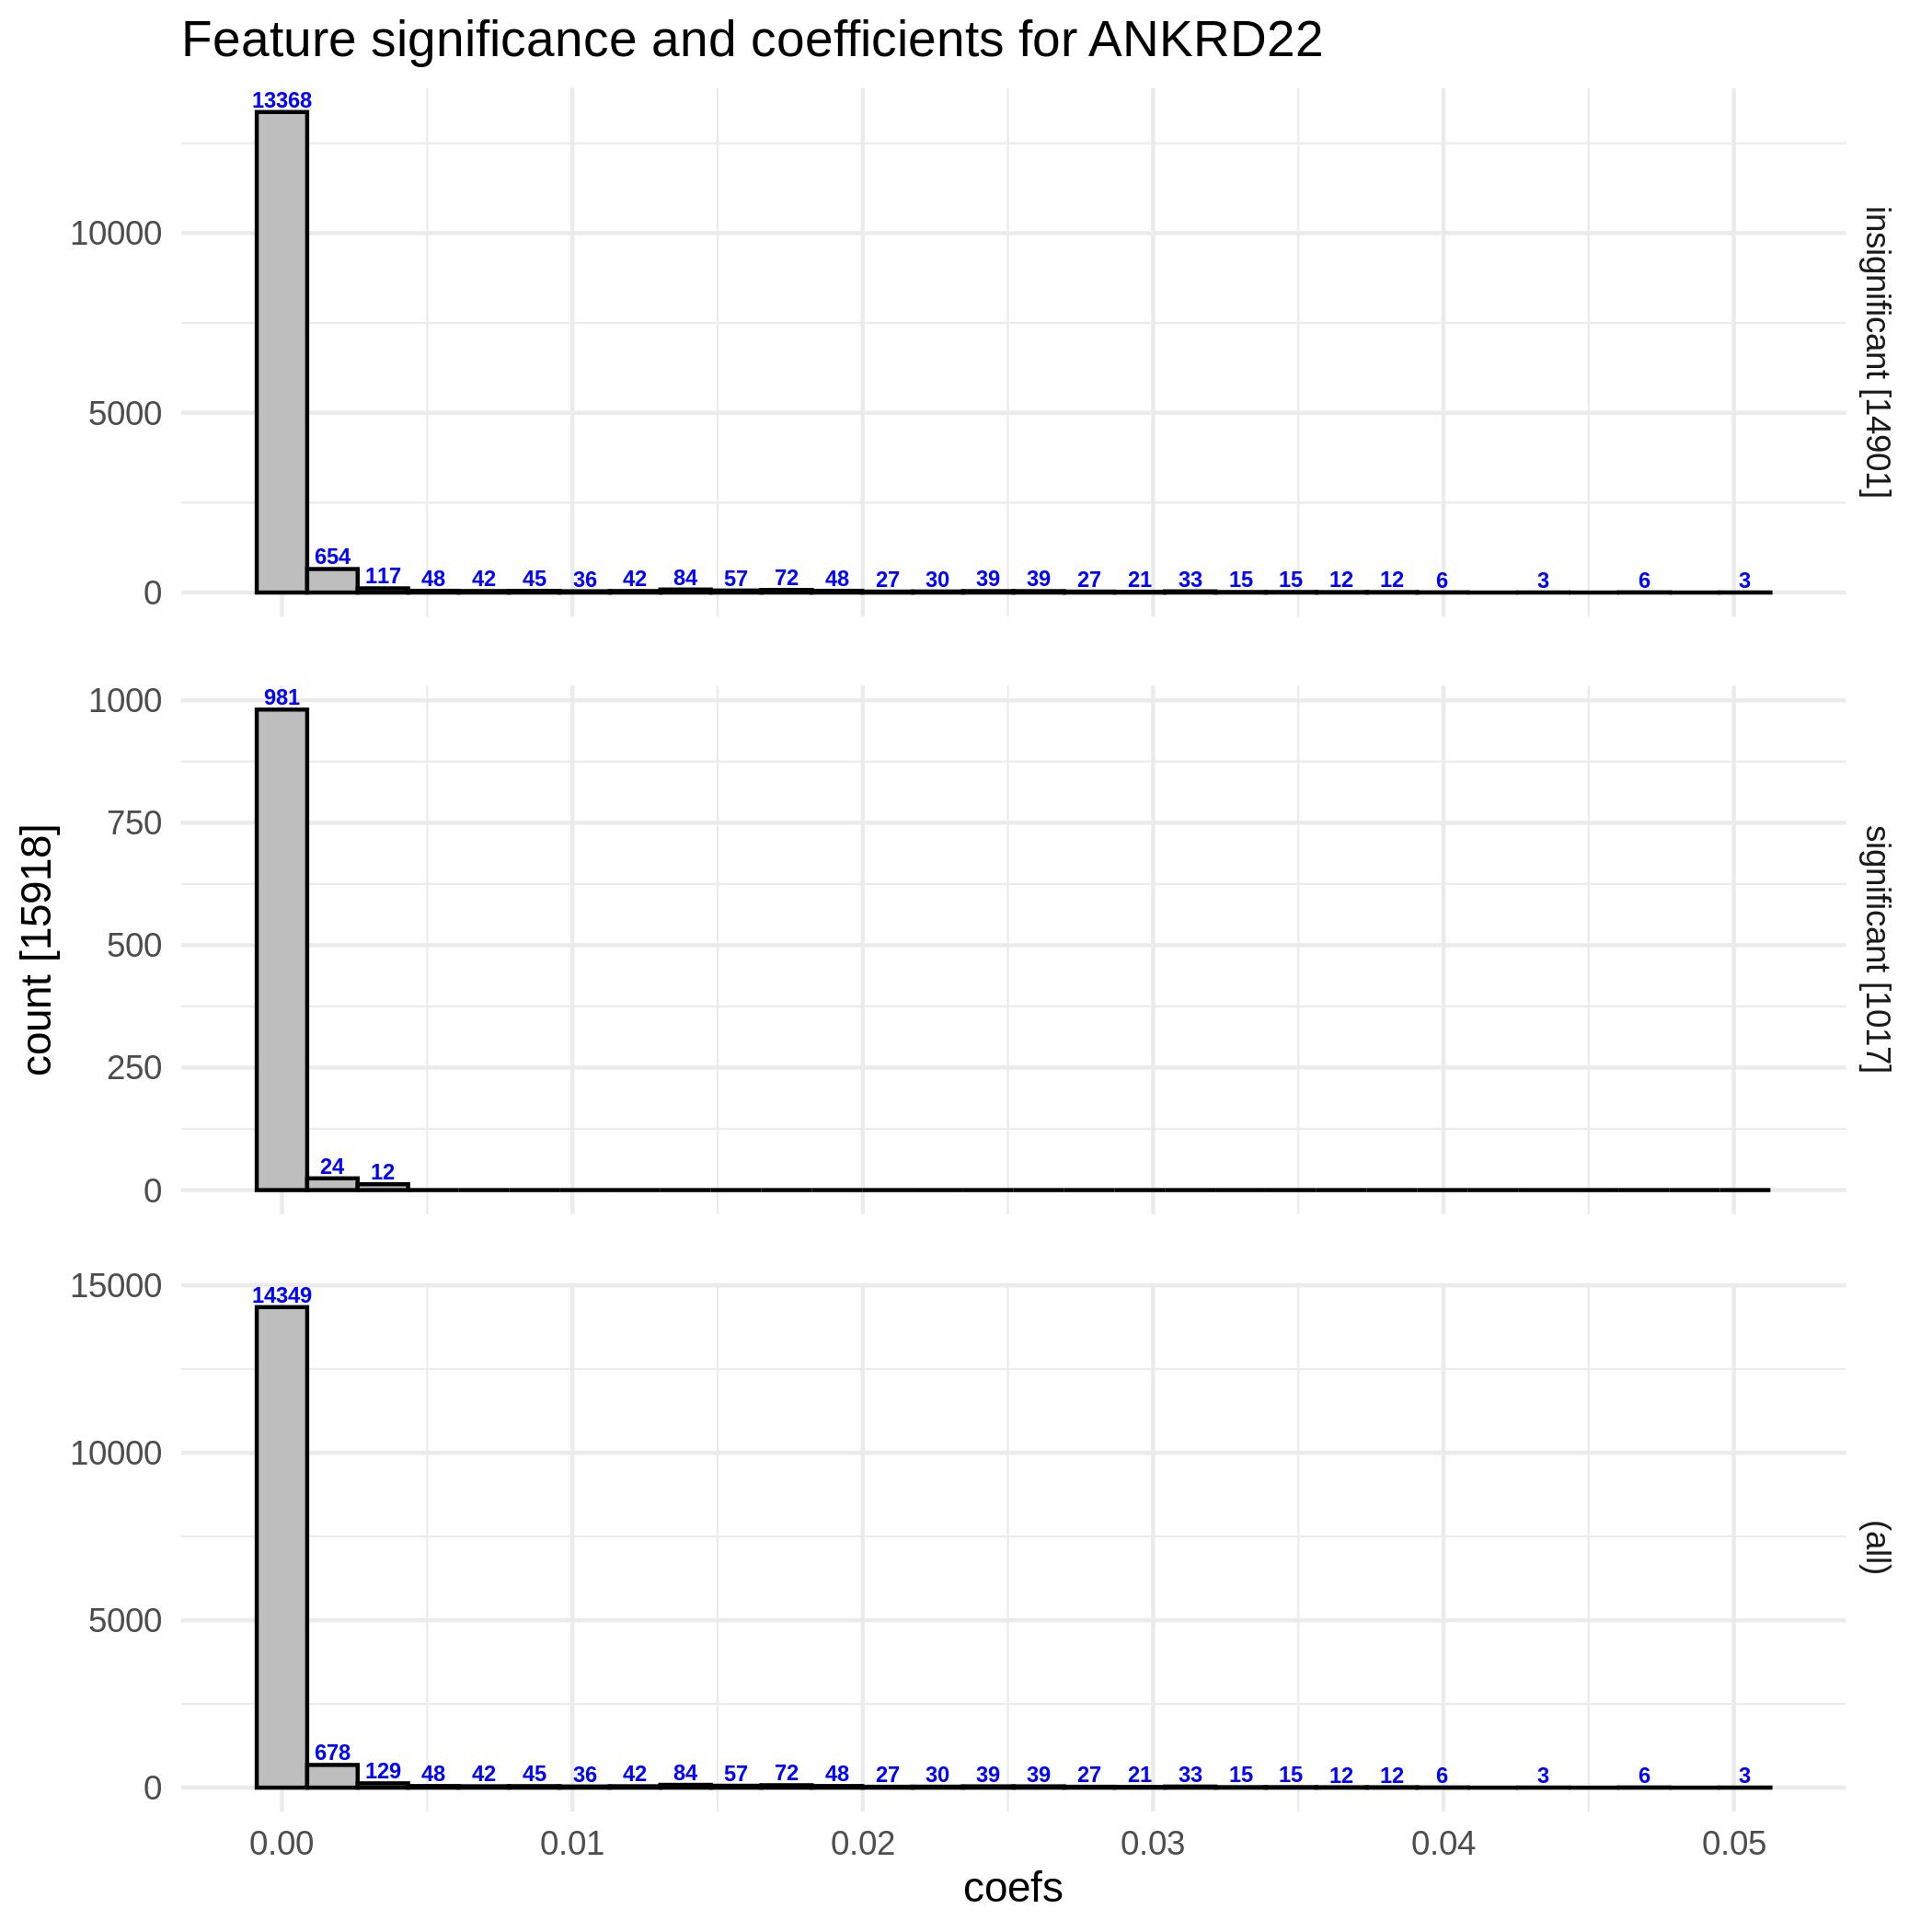 Feature significance and coefficients for ANKRD22
13368
10000
5000
0
654 117 48 42 45 36 42 84 57 72 48 27 30 39 39 27 21 33 15 15 12 12 6 3 6 3
insignificant [14901]
981
1000
750
500
250
0
24 12
significant [1017]
count [15918]
14349
15000
10000
5000
0
678 129 48 42 45 36 42 84 57 72 48 27 30 39 39 27 21 33 15 15 12 12 6 3 6 3
(all)
0.00 0.01 0.02 0.03 0.04 0.05
coefs